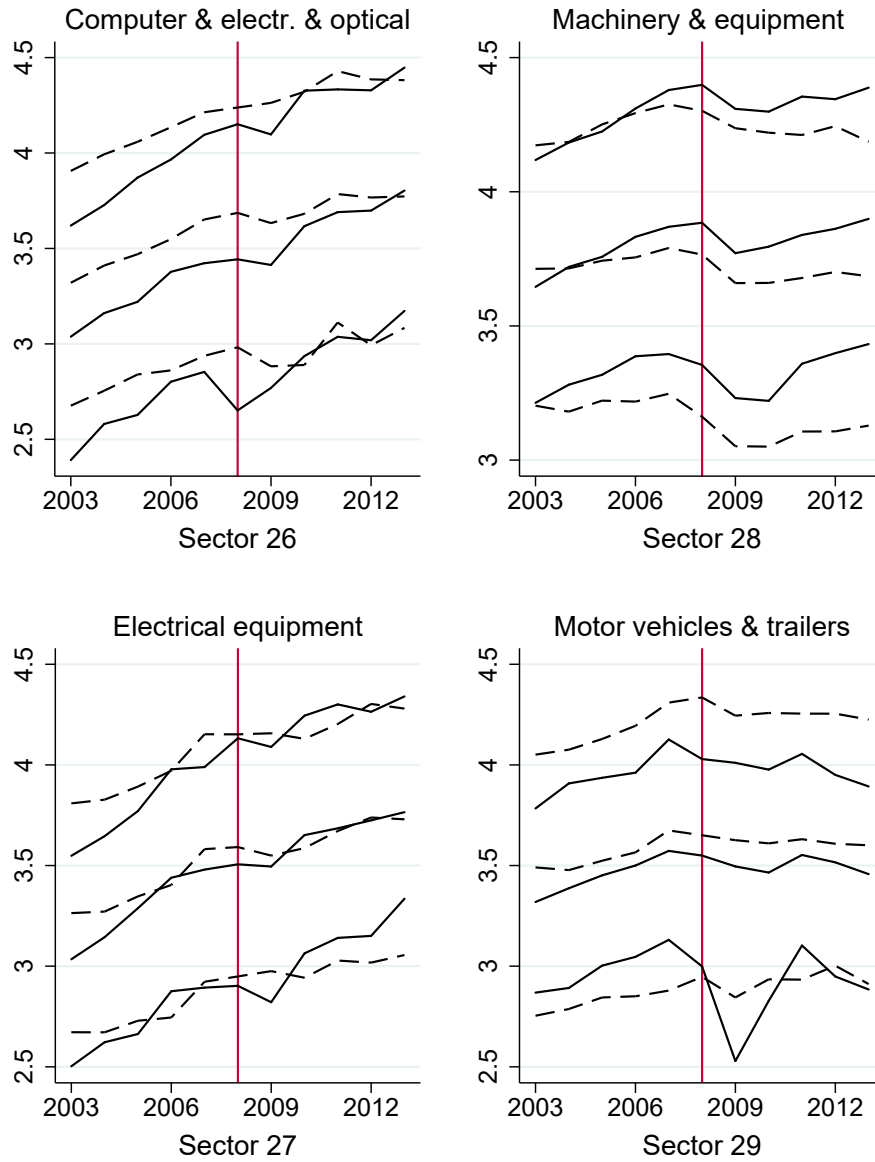 Computer & electr. & optical
4.5
4
3.5
3
2.5
2003 2006 2009 2012
Sector 26
Machinery & equipment
4.5
4
3.5
3
2003 2006 2009 2012
Sector 28
Electrical equipment
4.5
4
3.5
3
2.5
2003 2006 2009 2012
Sector 27
Motor vehicles & trailers
4.5
4
3.5
3
2.5
2003 2006 2009 2012
Sector 29